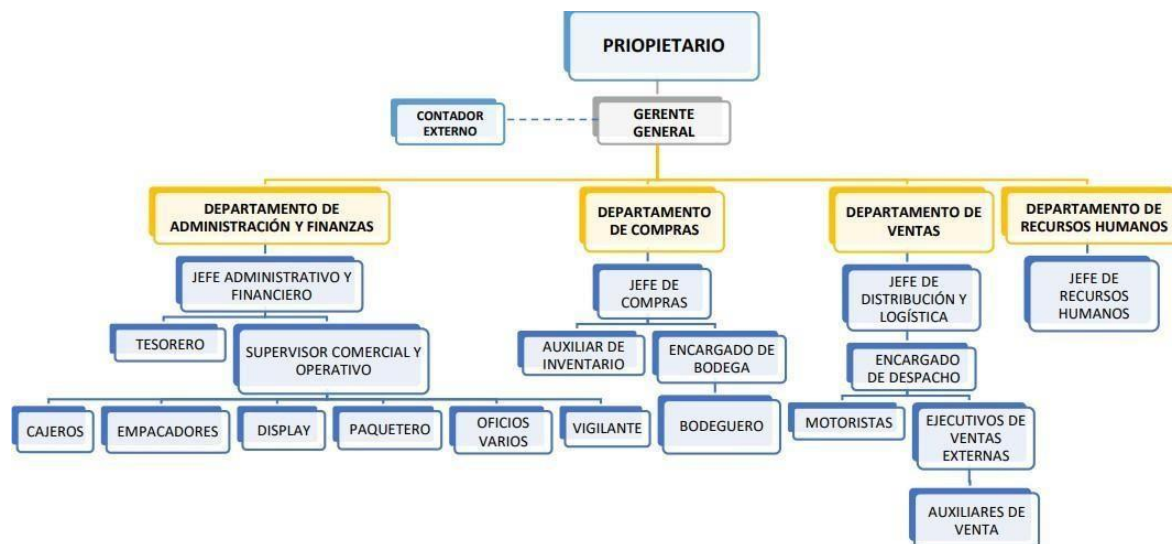 PRIOPIETARIO
CONTADOR
EXTERNO
GERENTE
GENERAL
DEPARTAMENTO DE
ADMINISTRACIÓN Y FINANZAS
DEPARTAMENTO
DE COMPRAS
DEPARTAMENTO DE
VENTAS
DEPARTAMENTO DE
RECURSOS HUMANOS
JEFE ADMINISTRATIVO Y
FINANCIERO
JEFE DE
COMPRAS
JEFE DE
DISTRIBUCIÓN Y
LOGÍSTICA
JEFE DE
RECURSOS
HUMANOS
TESORERO
SUPERVISOR COMERCIAL Y
OPERATIVO
AUXILIAR DE
INVENTARIO
ENCARGADO DE
BODEGA
ENCARGADO
DE DESPACHO
CAJEROS
EMPACADORES
DISPLAY
PAQUETERO
OFICIOS
VARIOS
VIGILANTE
BODEGUERO
MOTORISTAS
EJECUTIVOS DE
VENTAS
EXTERNAS
AUXILIARES DE
VENTA